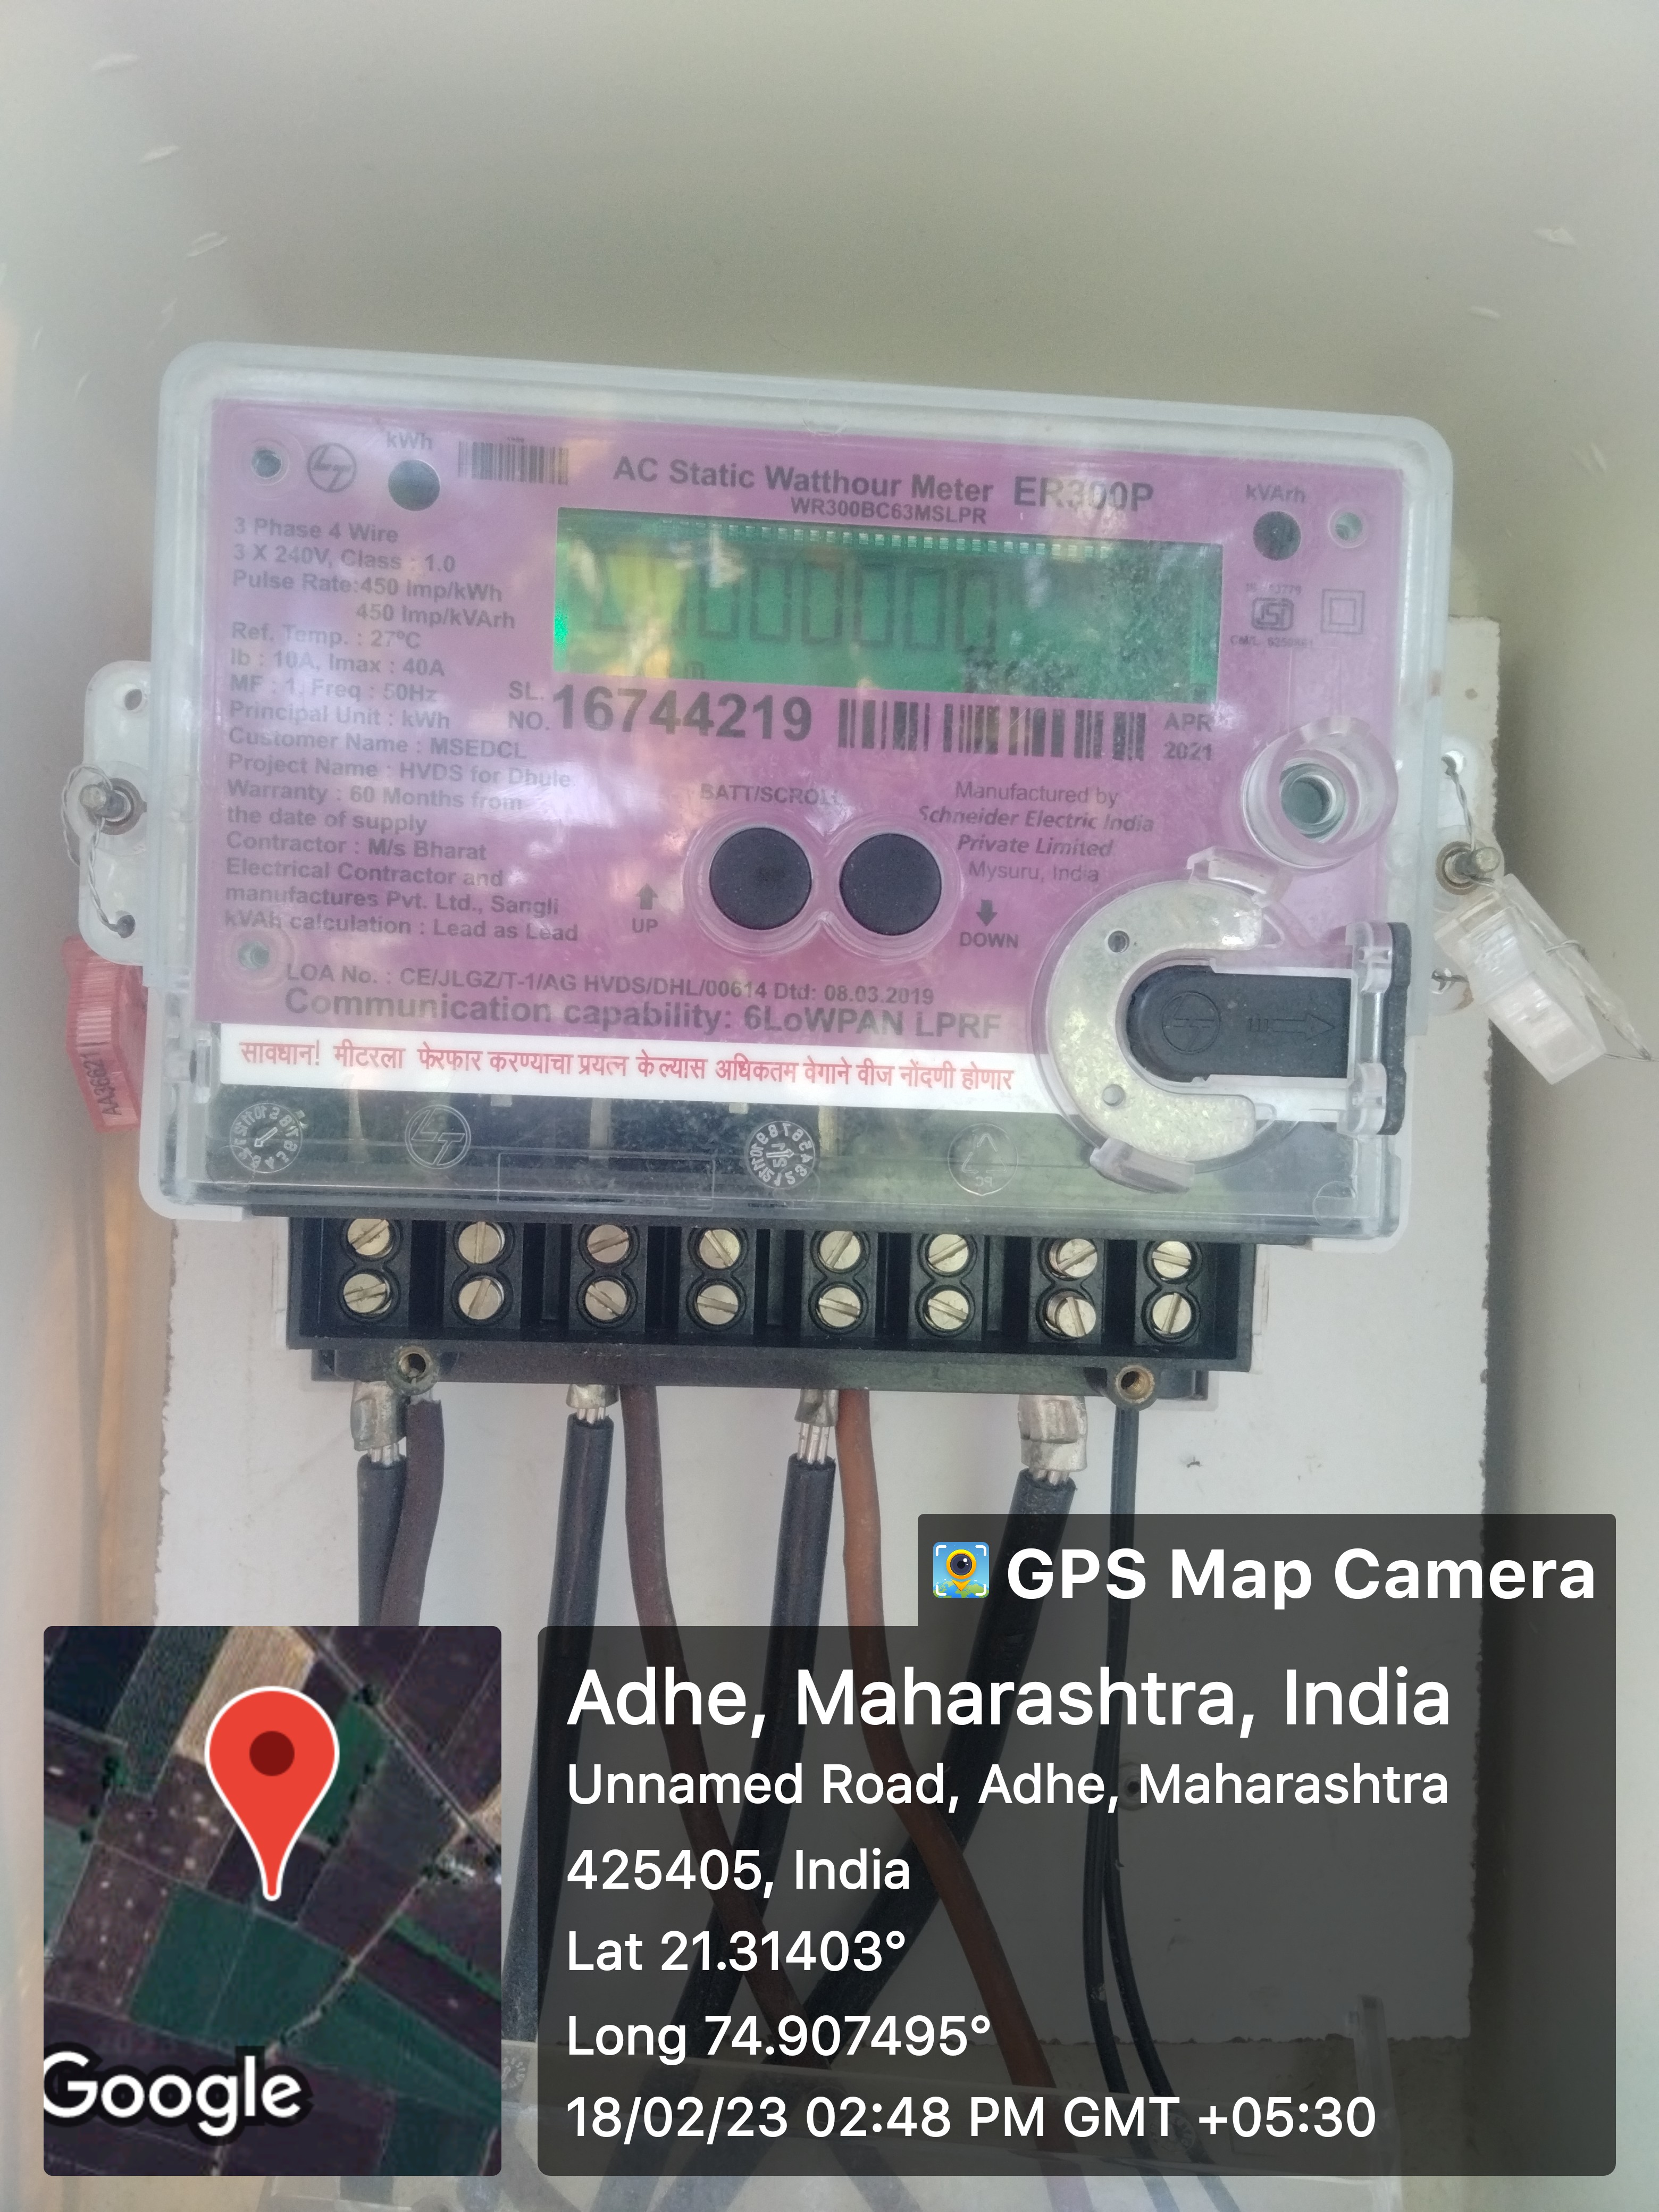 kWh
AC Static Watthour Meter ER300P
WR300BC63MSLPR
kVArh
3 Phase 4 Wire
3 X 240V, Class : 1.0
Pulse Rate:450 Imp/kWh
450 Imp/kVArh
Ref. Temp. : 27°C
Ib : 10A, Imax : 40A
MF : 1, Freq : 50Hz
Principal Unit : kWh
Customer Name : MSEDCL
Project Name : HVDS for Dhule
Warranty : 60 Months from
the date of supply
Contractor : M/s Bharat
Electrical Contractor and
manufactures Pvt. Ltd., Sangli
kVAh calculation : Lead as Lead
SL. NO. 16744219
APR
2021
BATT/SCROLL
UP
DOWN
Manufactured by
Schneider Electric India
Private Limited
Mysuru, India
LOA No. : CE/JLGZ/T-1/AG HVDS/DHL/00614 Dtd: 08.03.2019
Communication capability: 6LoWPAN LPRF
सावधान! मीटरला फेरफार करण्याचा प्रयत्न केल्यास अधिकतम वेगाने वीज नोंदणी होणार
AA36621
GPS Map Camera
Adhe, Maharashtra, India
Unnamed Road, Adhe, Maharashtra
425405, India
Lat 21.31403°
Long 74.907495°
18/02/23 02:48 PM GMT +05:30
Google